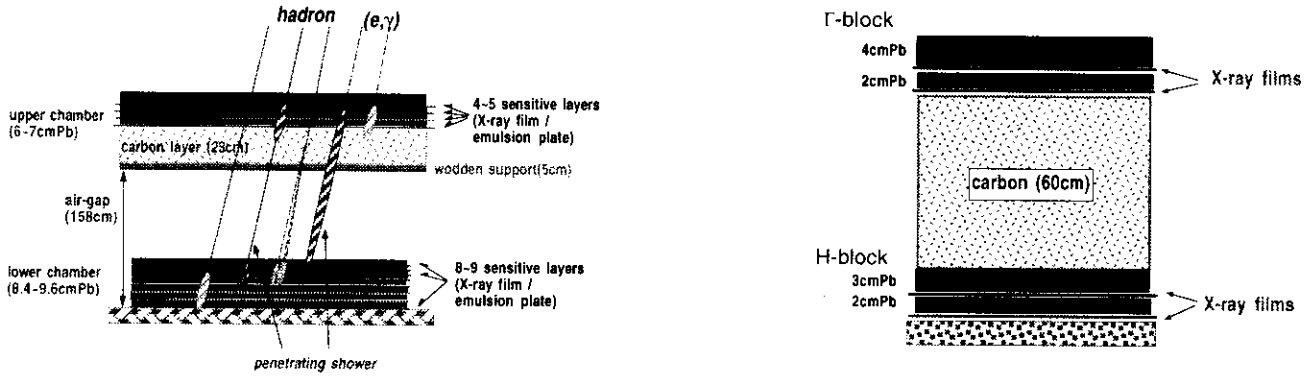 hadron
(e,γ)
upper chamber
(6-7cmPb)
4~5 sensitive layers
(X-ray film /
emulsion plate)
carbon layer (23cm)
wodden support(5cm)
air-gap
(158cm)
lower chamber
(8.4-9.6cmPb)
8~9 sensitive layers
(X-ray film /
emulsion plate)
penetrating shower
Γ-block
4cmPb
X-ray films
2cmPb
carbon (60cm)
H-block
3cmPb
X-ray films
2cmPb